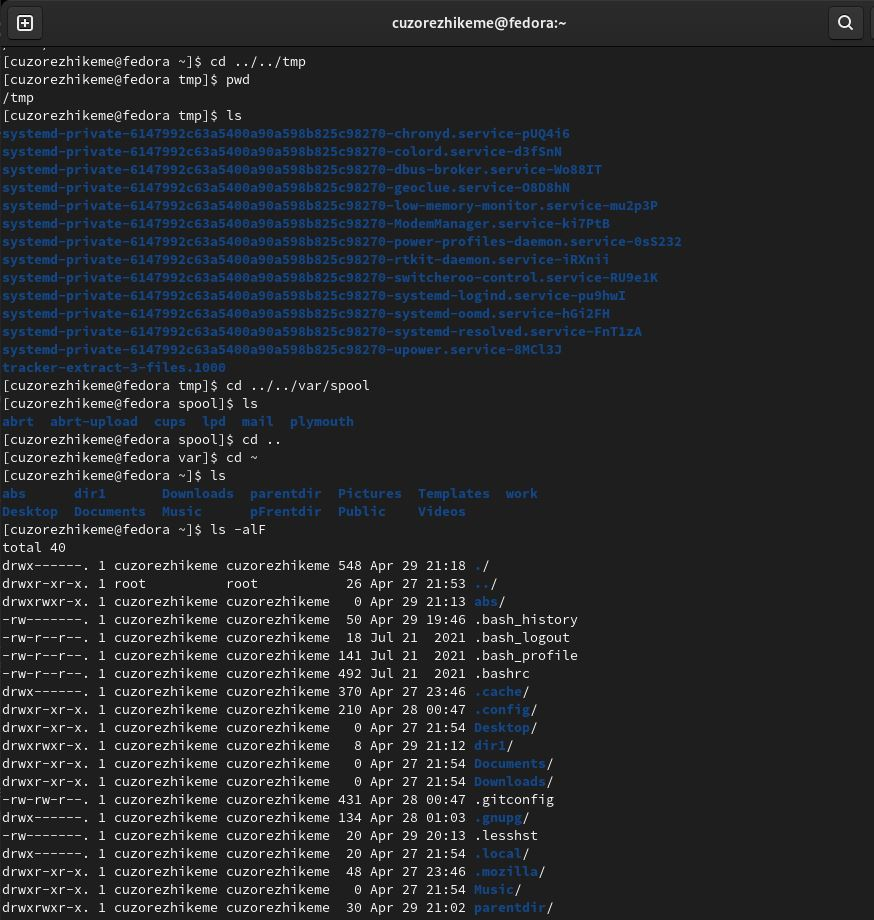 cuzorezhikeme@fedora:~
[cuzorezhikeme@fedora ~]$ cd ../../tmp
[cuzorezhikeme@fedora tmp]$ pwd
/tmp
[cuzorezhikeme@fedora tmp]$ ls
systemd-private-6147992c63a5400a90a598b825c98270-chronyd.service-pUQ4i6
systemd-private-6147992c63a5400a90a598b825c98270-colord.service-d3fSnN
systemd-private-6147992c63a5400a90a598b825c98270-dbus-broker.service-Wo88IT
systemd-private-6147992c63a5400a90a598b825c98270-geoclue.service-O8D8hN
systemd-private-6147992c63a5400a90a598b825c98270-low-memory-monitor.service-mu2p3P
systemd-private-6147992c63a5400a90a598b825c98270-ModemManager.service-ki7PtB
systemd-private-6147992c63a5400a90a598b825c98270-power-profiles-daemon.service-0sS232
systemd-private-6147992c63a5400a90a598b825c98270-rtkit-daemon.service-iRXnii
systemd-private-6147992c63a5400a90a598b825c98270-switcheroo-control.service-RU9e1K
systemd-private-6147992c63a5400a90a598b825c98270-systemd-logind.service-pu9hwI
systemd-private-6147992c63a5400a90a598b825c98270-systemd-oomd.service-hGi2FH
systemd-private-6147992c63a5400a90a598b825c98270-systemd-resolved.service-FnT1zA
systemd-private-6147992c63a5400a90a598b825c98270-upower.service-8MCl3J
tracker-extract-3-files.1000
[cuzorezhikeme@fedora tmp]$ cd ../../var/spool
[cuzorezhikeme@fedora spool]$ ls
abrt  abrt-upload  cups  lpd  mail  plymouth
[cuzorezhikeme@fedora spool]$ cd ..
[cuzorezhikeme@fedora var]$ cd ~
[cuzorezhikeme@fedora ~]$ ls
abs      dir1       Downloads  parentdir  Pictures  Templates  work
Desktop  Documents  Music      pFrentdir  Public    Videos
[cuzorezhikeme@fedora ~]$ ls -alF
total 40
drwx------. 1 cuzorezhikeme cuzorezhikeme 548 Apr 29 21:18 ./
drwxr-xr-x. 1 root          root           26 Apr 27 21:53 ../
drwxrwxr-x. 1 cuzorezhikeme cuzorezhikeme   0 Apr 29 21:13 abs/
-rw-------. 1 cuzorezhikeme cuzorezhikeme  50 Apr 29 19:46 .bash_history
-rw-r--r--. 1 cuzorezhikeme cuzorezhikeme  18 Jul 21  2021 .bash_logout
-rw-r--r--. 1 cuzorezhikeme cuzorezhikeme 141 Jul 21  2021 .bash_profile
-rw-r--r--. 1 cuzorezhikeme cuzorezhikeme 492 Jul 21  2021 .bashrc
drwx------. 1 cuzorezhikeme cuzorezhikeme 370 Apr 27 23:46 .cache/
drwxr-xr-x. 1 cuzorezhikeme cuzorezhikeme 210 Apr 28 00:47 .config/
drwxr-xr-x. 1 cuzorezhikeme cuzorezhikeme   0 Apr 27 21:54 Desktop/
drwxrwxr-x. 1 cuzorezhikeme cuzorezhikeme   8 Apr 29 21:12 dir1/
drwxr-xr-x. 1 cuzorezhikeme cuzorezhikeme   0 Apr 27 21:54 Documents/
drwxr-xr-x. 1 cuzorezhikeme cuzorezhikeme   0 Apr 27 21:54 Downloads/
-rw-rw-r--. 1 cuzorezhikeme cuzorezhikeme 431 Apr 28 00:47 .gitconfig
drwx------. 1 cuzorezhikeme cuzorezhikeme 134 Apr 28 01:03 .gnupg/
-rw-------. 1 cuzorezhikeme cuzorezhikeme  20 Apr 29 20:13 .lesshst
drwx------. 1 cuzorezhikeme cuzorezhikeme  20 Apr 27 21:54 .local/
drwxr-xr-x. 1 cuzorezhikeme cuzorezhikeme  48 Apr 27 23:46 .mozilla/
drwxr-xr-x. 1 cuzorezhikeme cuzorezhikeme   0 Apr 27 21:54 Music/
drwxrwxr-x. 1 cuzorezhikeme cuzorezhikeme  30 Apr 29 21:02 parentdir/